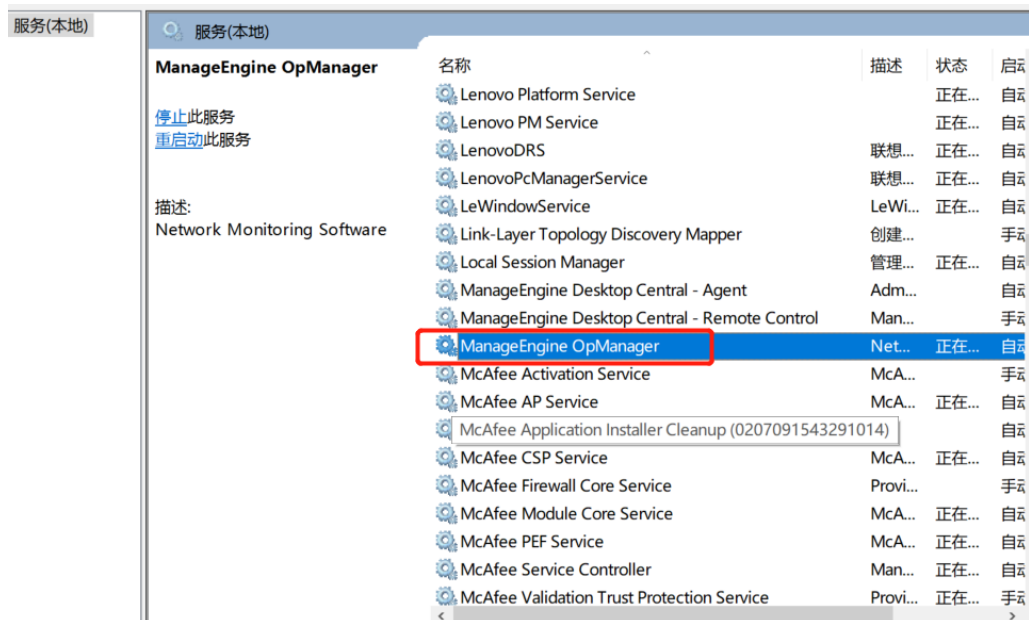 服务(本地)
服务(本地)
ManageEngine OpManager
停止此服务
重启动此服务
描述:
Network Monitoring Software
名称 描述 状态
Lenovo Platform Service 正在...
Lenovo PM Service 正在...
LenovoDRS 联想... 正在...
LenovoPcManagerService 联想... 正在...
LeWindowService LeWi... 正在...
Link-Layer Topology Discovery Mapper 创建...
Local Session Manager 管理... 正在...
ManageEngine Desktop Central - Agent Adm...
ManageEngine Desktop Central - Remote Control Man...
ManageEngine OpManager Net... 正在...
McAfee Activation Service McA...
McAfee AP Service McA... 正在...
McAfee Application Installer Cleanup (0207091543291014)
McAfee CSP Service McA... 正在...
McAfee Firewall Core Service Provi...
McAfee Module Core Service McA... 正在...
McAfee PEF Service McA... 正在...
McAfee Service Controller Man... 正在...
McAfee Validation Trust Protection Service Provi... 正在...